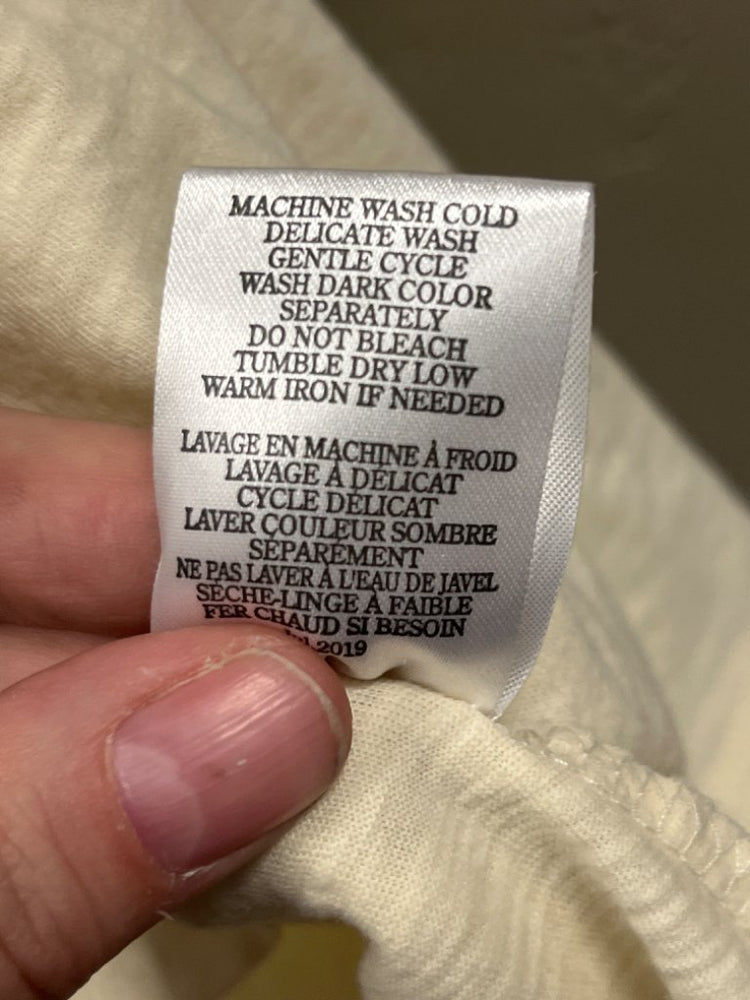 MACHINE WASH COLD
DELICATE WASH
GENTLE CYCLE
WASH DARK COLOR
SEPARATELY
DO NOT BLEACH
TUMBLE DRY LOW
WARM IRON IF NEEDED
LAVAGE EN MACHINE À FROID
LAVAGE À DÉLICAT
CYCLE DÉLICAT
LAVER COULEUR SOMBRE
SÉPARÉMENT
NE PAS LAVER À L'EAU DE JAVEL
SÈCHE-LINGE À FAIBLE
FER CHAUD SI BESOIN
2019